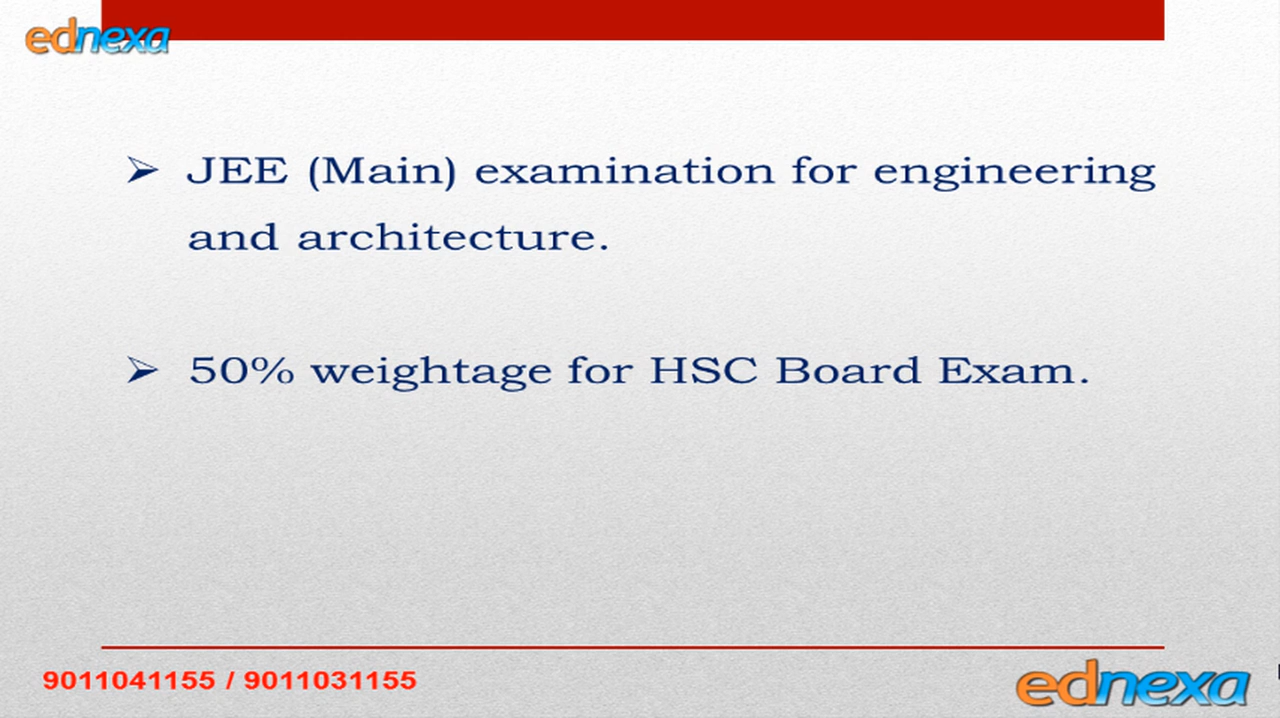 ednexa
➢ JEE (Main) examination for engineering
and architecture.
➢ 50% weightage for HSC Board Exam.
9011041155 / 9011031155
ednexa